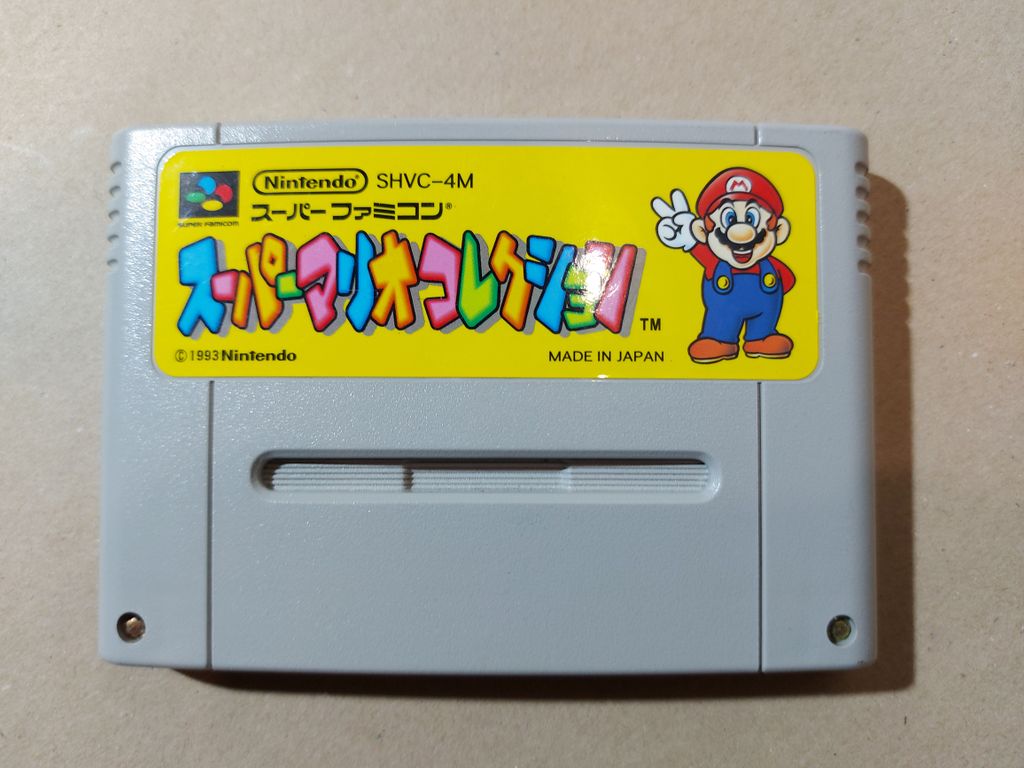 Nintendo® SHVC-4M
SUPER FAMICOM
スーパーファミコン®
スーパーマリオコレクション TM
©1993 Nintendo
MADE IN JAPAN
M